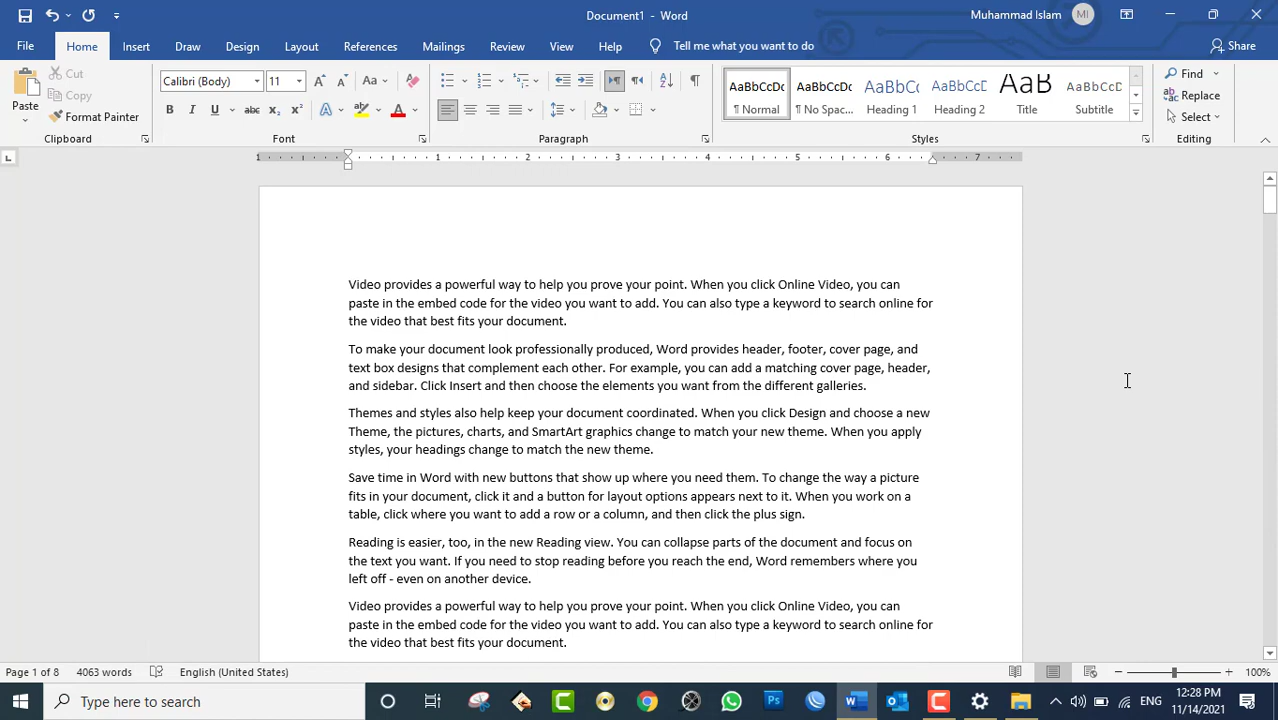 Document1 - Word
Muhammad Islam MI
File Home Insert Draw Design Layout References Mailings Review View Help Tell me what you want to do Share
Paste
Cut
Copy
Format Painter
Clipboard
Calibri (Body) 11
Font
Paragraph
AaBbCcDc ¶ Normal
AaBbCcDc ¶ No Spac...
AaBbCc Heading 1
AaBbCcD Heading 2
AaB Title
AaBbCcD Subtitle
Styles
Find
Replace
Select
Editing
1 1 2 3 4 5 6 7
Video provides a powerful way to help you prove your point. When you click Online Video, you can
paste in the embed code for the video you want to add. You can also type a keyword to search online for
the video that best fits your document.
To make your document look professionally produced, Word provides header, footer, cover page, and
text box designs that complement each other. For example, you can add a matching cover page, header,
and sidebar. Click Insert and then choose the elements you want from the different galleries.
Themes and styles also help keep your document coordinated. When you click Design and choose a new
Theme, the pictures, charts, and SmartArt graphics change to match your new theme. When you apply
styles, your headings change to match the new theme.
Save time in Word with new buttons that show up where you need them. To change the way a picture
fits in your document, click it and a button for layout options appears next to it. When you work on a
table, click where you want to add a row or a column, and then click the plus sign.
Reading is easier, too, in the new Reading view. You can collapse parts of the document and focus on
the text you want. If you need to stop reading before you reach the end, Word remembers where you
left off - even on another device.
Video provides a powerful way to help you prove your point. When you click Online Video, you can
paste in the embed code for the video you want to add. You can also type a keyword to search online for
the video that best fits your document.
Page 1 of 8 4063 words English (United States) 100%
Type here to search
ENG
12:28 PM
11/14/2021